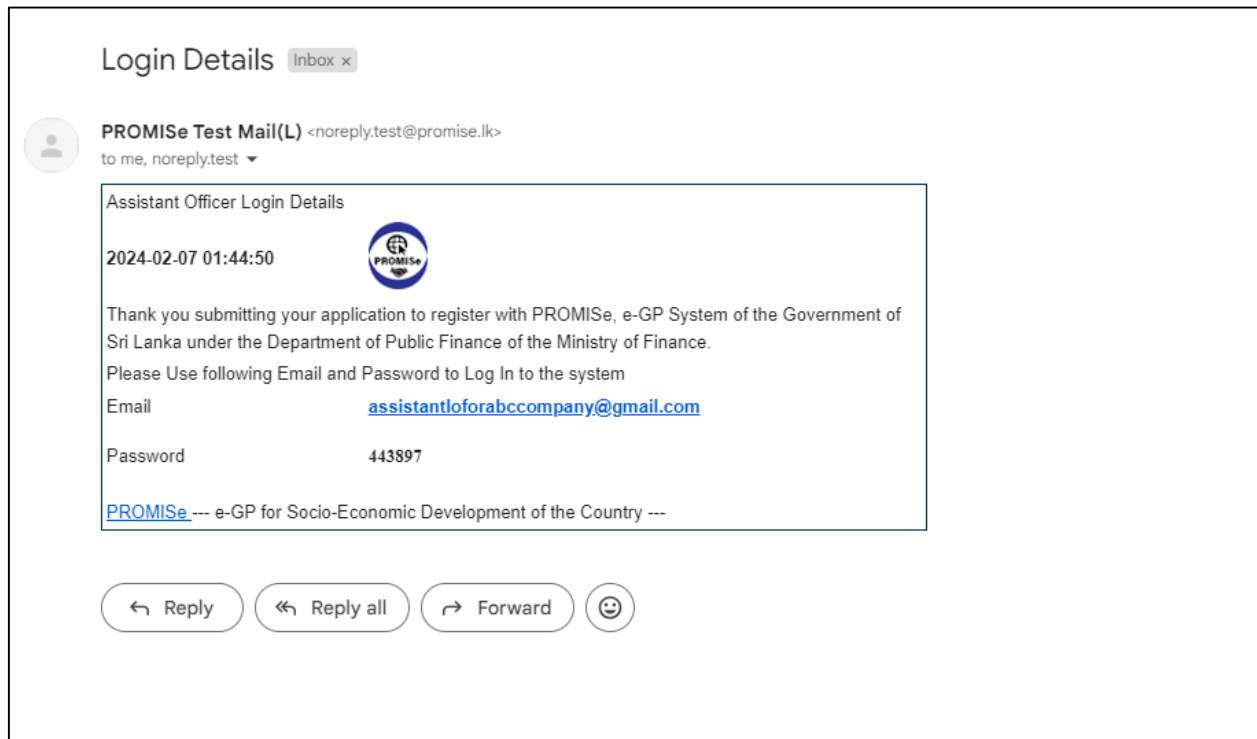 Login Details Inbox ×
PROMISe Test Mail(L) <noreply.test@promise.lk>
to me, noreply.test
Assistant Officer Login Details
2024-02-07 01:44:50
PROMISe
Thank you submitting your application to register with PROMISe, e-GP System of the Government of
Sri Lanka under the Department of Public Finance of the Ministry of Finance.
Please Use following Email and Password to Log In to the system
Email assistantloforabccompany@gmail.com
Password 443897
PROMISe --- e-GP for Socio-Economic Development of the Country ---
Reply Reply all Forward